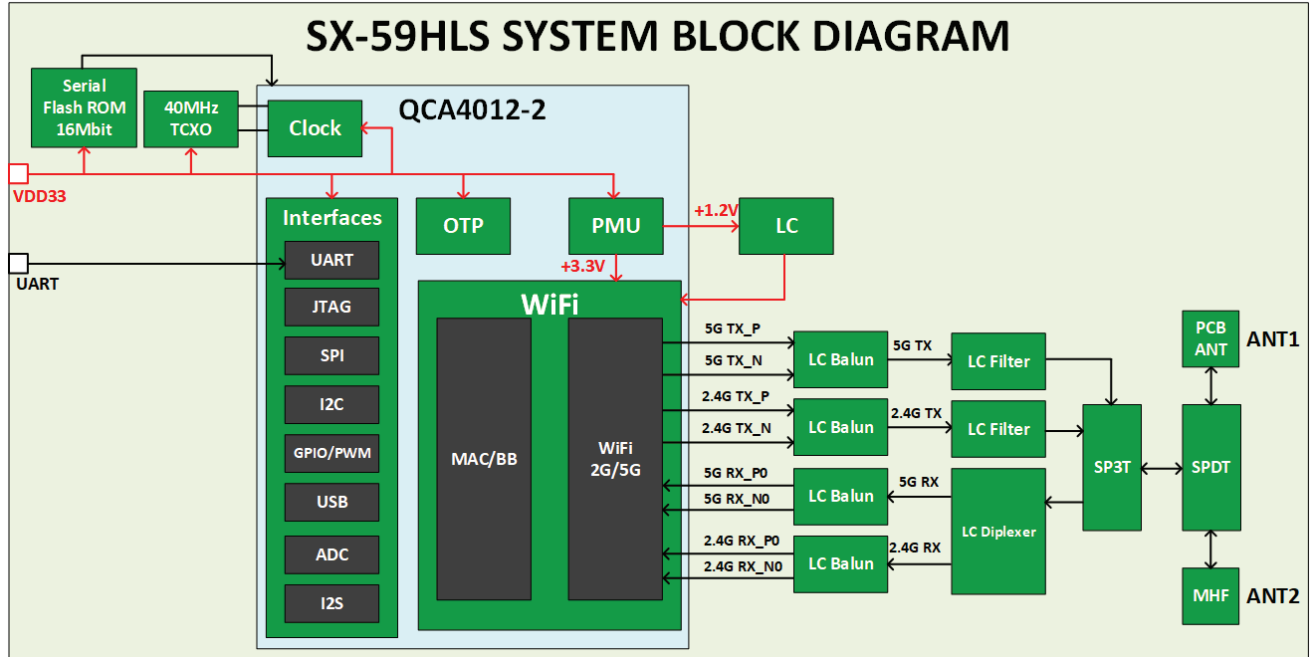 SX-59HLS SYSTEM BLOCK DIAGRAM
Serial
Flash ROM
16Mbit
40MHz
TCXO
Clock
QCA4012-2
VDD33
Interfaces
OTP
PMU
+1.2V
LC
+3.3V
UART
UART
JTAG
SPI
I2C
GPIO/PWM
USB
ADC
I2S
WiFi
MAC/BB
WiFi
2G/5G
5G TX_P
5G TX_N
2.4G TX_P
2.4G TX_N
5G RX_P0
5G RX_N0
2.4G RX_P0
2.4G RX_N0
LC Balun
LC Balun
LC Balun
LC Balun
5G TX
2.4G TX
5G RX
2.4G RX
LC Filter
LC Filter
LC Diplexer
SP3T
SPDT
PCB
ANT
ANT1
MHF
ANT2